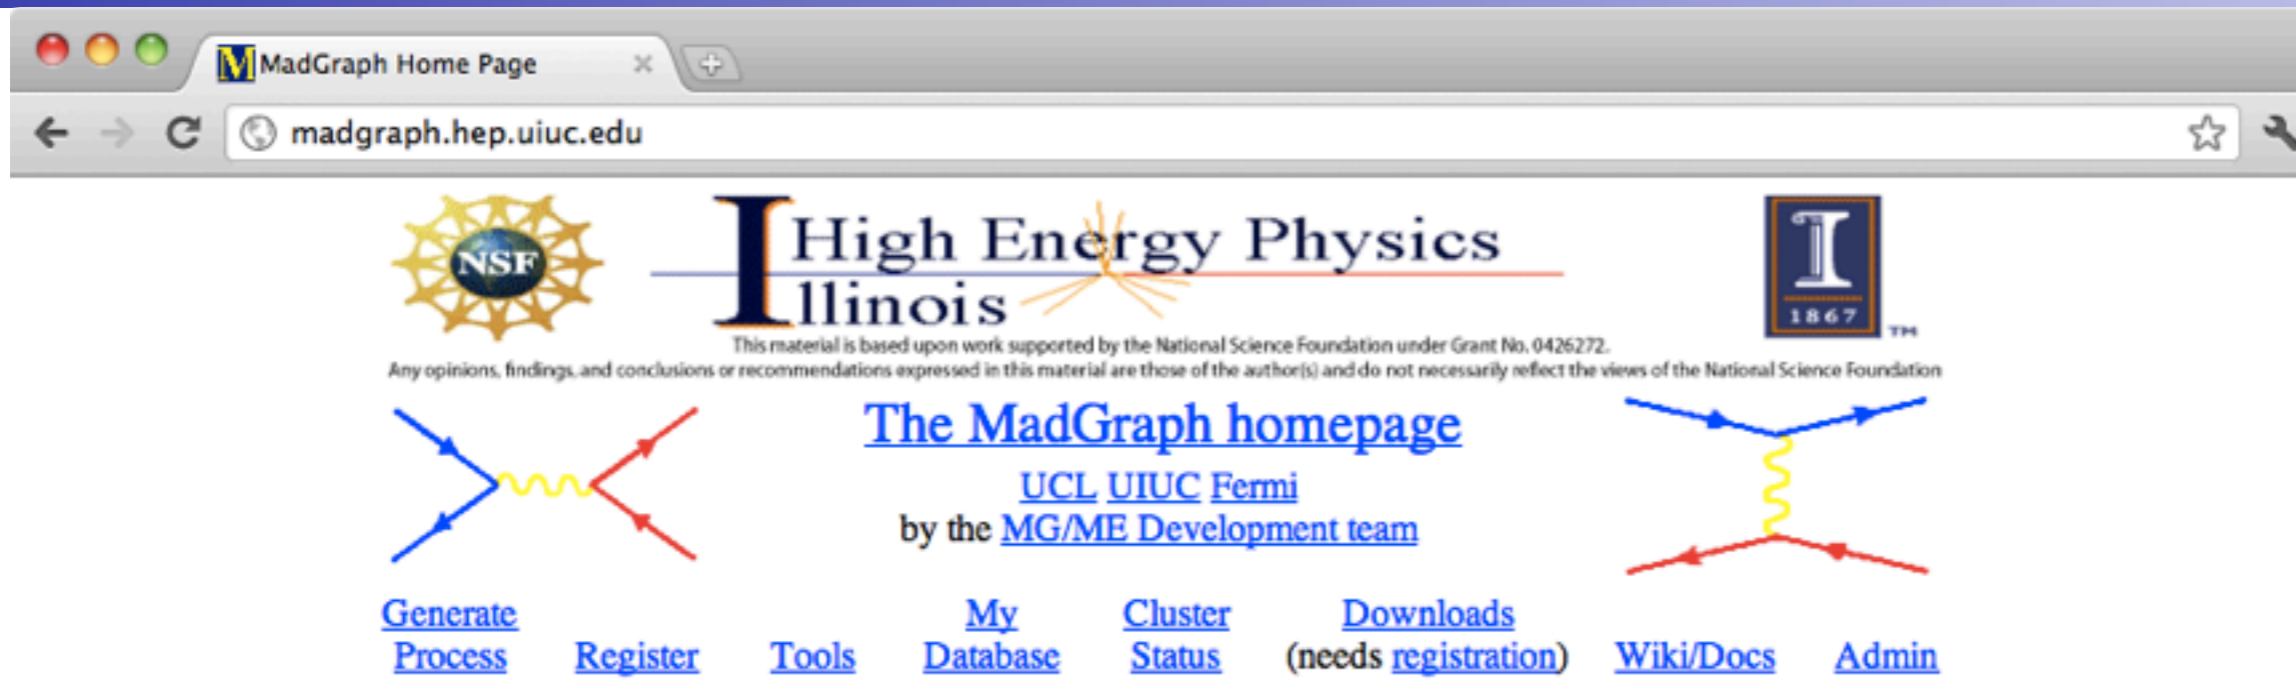 MadGraph Home Page
madgraph.hep.uiuc.edu
NSF
High Energy Physics
Illinois
1867 TM
This material is based upon work supported by the National Science Foundation under Grant No. 0426272.
Any opinions, findings, and conclusions or recommendations expressed in this material are those of the author(s) and do not necessarily reflect the views of the National Science Foundation
The MadGraph homepage
UCL UIUC Fermi
by the MG/ME Development team
Generate Process
Register
Tools
My Database
Cluster Status
Downloads
(needs registration)
Wiki/Docs
Admin